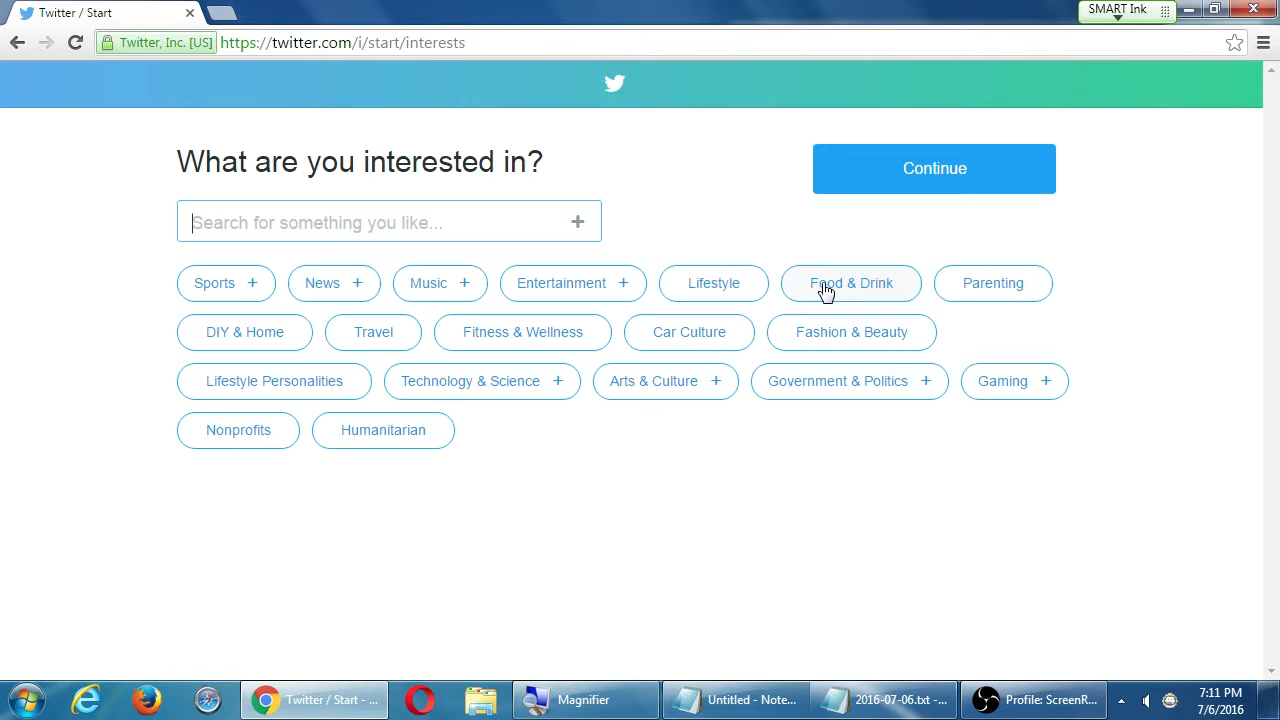 Twitter / Start
SMART Ink
Twitter, Inc. [US] https://twitter.com/i/start/interests
What are you interested in?
Continue
Search for something you like...
Sports + News + Music + Entertainment + Lifestyle Food & Drink Parenting
DIY & Home Travel Fitness & Wellness Car Culture Fashion & Beauty
Lifestyle Personalities Technology & Science + Arts & Culture + Government & Politics + Gaming +
Nonprofits Humanitarian
Twitter / Start - ... Magnifier Untitled - Note... 2016-07-06.txt -... Profile: ScreenR...
7:11 PM
7/6/2016